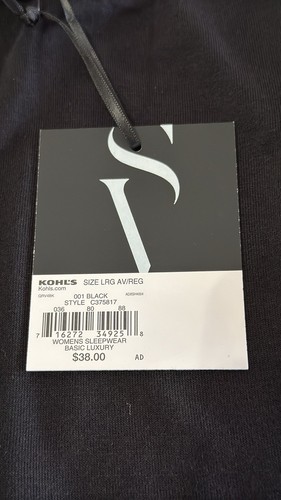 SV
KOHL'S SIZE LRG AV/REG
Kohls.com
001 BLACK
STYLE C375817
036 80 88
7 16272 34925 8
WOMENS SLEEPWEAR
BASIC LUXURY
$38.00 AD